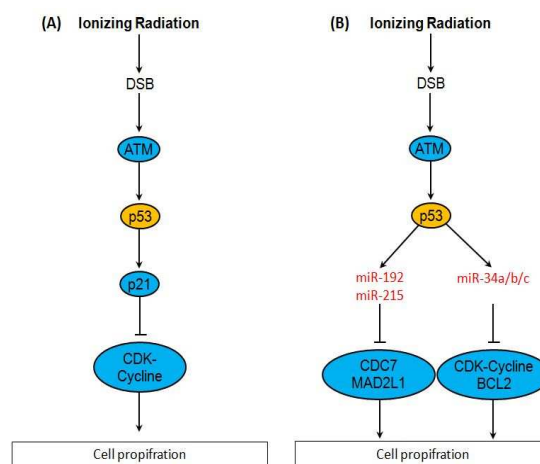 (A) Ionizing Radiation
DSB
ATM
p53
p21
CDK-
Cycline
Cell propifration
(B) Ionizing Radiation
DSB
ATM
p53
miR-192
miR-215
miR-34a/b/c
CDC7
MAD2L1
CDK-Cycline
BCL2
Cell propifration